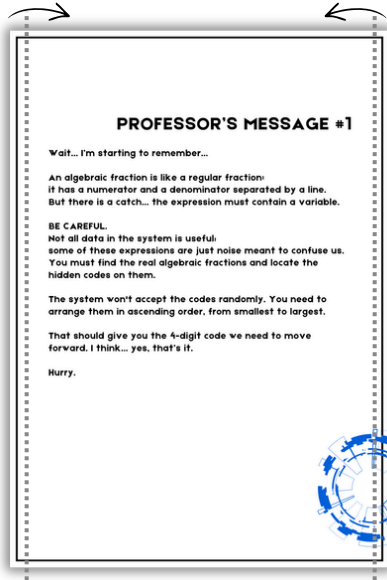 PROFESSOR'S MESSAGE #1
Wait... I'm starting to remember...
An algebraic fraction is like a regular fraction:
it has a numerator and a denominator separated by a line.
But there is a catch... the expression must contain a variable.
BE CAREFUL.
Not all data in the system is useful:
some of these expressions are just noise meant to confuse us.
You must find the real algebraic fractions and locate the
hidden codes on them.
The system won't accept the codes randomly. You need to
arrange them in ascending order, from smallest to largest.
That should give you the 4-digit code we need to move
forward. I think... yes, that's it.
Hurry.